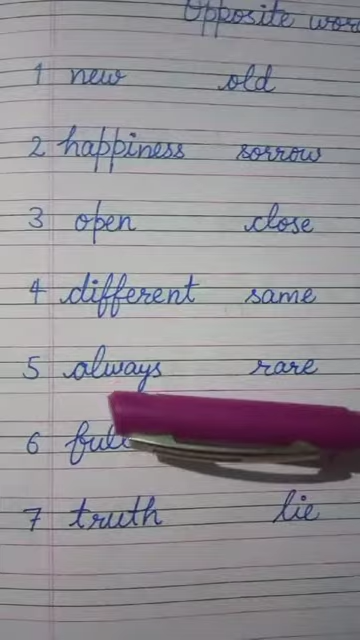 Opposite
1 new old
2 happiness sorrow
3 open close
4 different same
5 always rare
6
7 truth lie